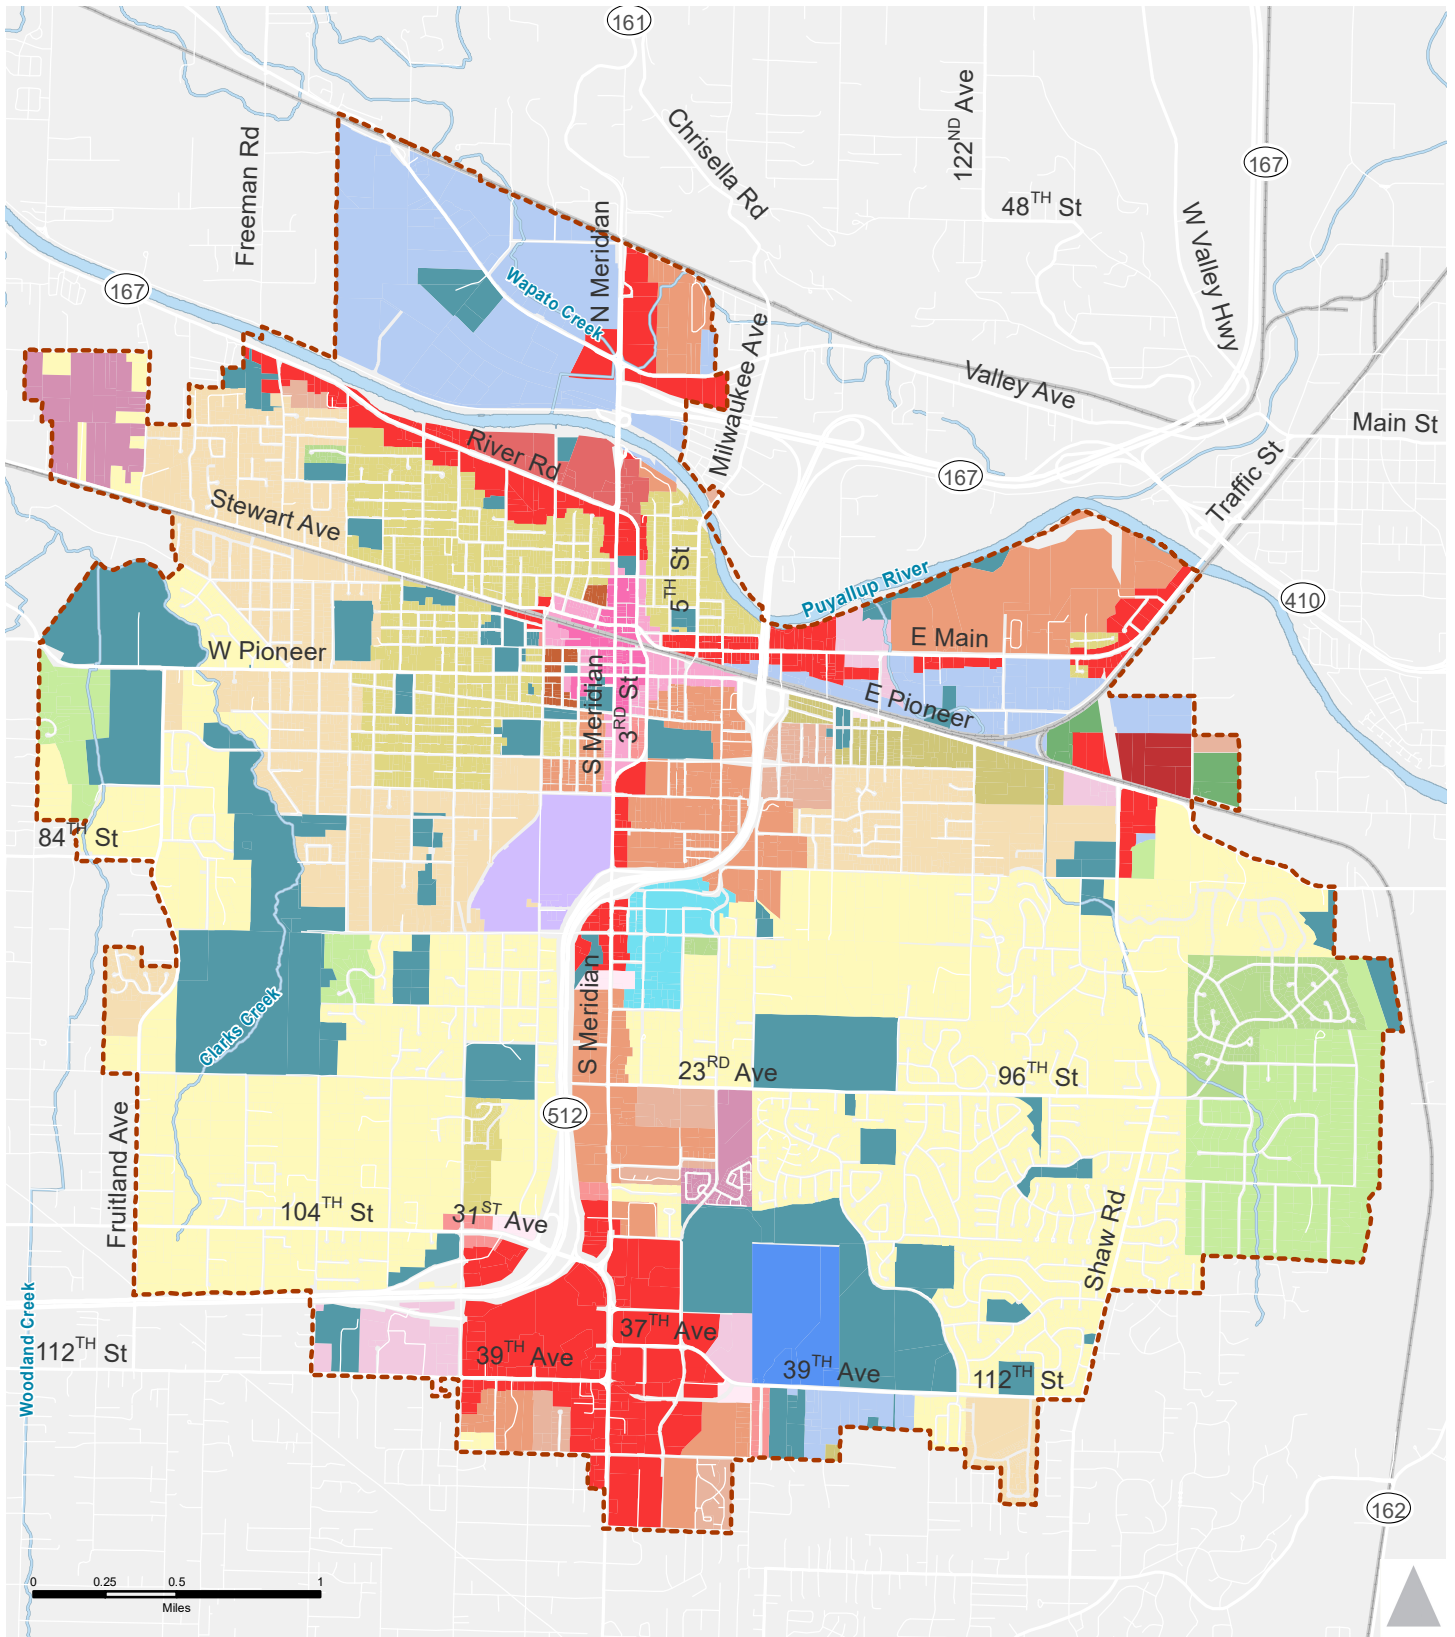 161
Freeman Rd
Chrisella Rd
122ND Ave
167
48TH St
W Valley Hwy
N Meridian
Wapato Creek
167
Milwaukee Ave
Valley Ave
Main St
River Rd
167
Traffic St
Stewart Ave
5TH St
Puyallup River
410
W Pioneer
E Main
S Meridian
3RD St
E Pioneer
84TH St
S Meridian
Clarks Creek
23RD Ave
96TH St
512
Fruitland Ave
104TH St
31ST Ave
Shaw Rd
Woodland Creek
112TH St
37TH Ave
39TH Ave
39TH Ave
112TH St
162
0 0.25 0.5 1
Miles